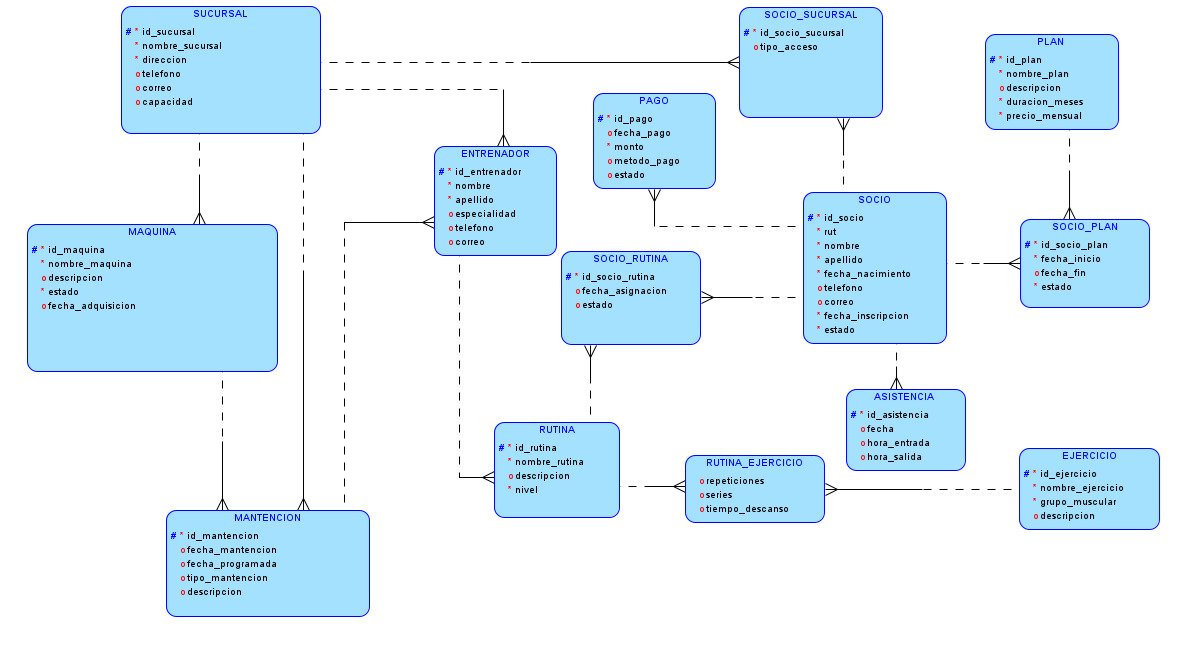 SUCURSAL
# * id_sucursal
* nombre_sucursal
* direccion
o telefono
o correo
o capacidad
SOCIO_SUCURSAL
# * id_socio_sucursal
o tipo_acceso
PLAN
# * id_plan
* nombre_plan
o descripcion
* duracion_meses
* precio_mensual
PAGO
# * id_pago
o fecha_pago
* monto
o metodo_pago
o estado
ENTRENADOR
# * id_entrenador
* nombre
* apellido
o especialidad
o telefono
o correo
SOCIO
# * id_socio
* rut
* nombre
* apellido
* fecha_nacimiento
o telefono
o correo
* fecha_inscripcion
* estado
SOCIO_PLAN
# * id_socio_plan
* fecha_inicio
o fecha_fin
* estado
MAQUINA
# * id_maquina
* nombre_maquina
o descripcion
* estado
o fecha_adquisicion
SOCIO_RUTINA
# * id_socio_rutina
o fecha_asignacion
o estado
ASISTENCIA
# * id_asistencia
o fecha
o hora_entrada
o hora_salida
RUTINA
# * id_rutina
* nombre_rutina
o descripcion
* nivel
RUTINA_EJERCICIO
o repeticiones
o series
o tiempo_descanso
EJERCICIO
# * id_ejercicio
* nombre_ejercicio
* grupo_muscular
o descripcion
MANTENCION
# * id_mantencion
o fecha_mantencion
o fecha_programada
o tipo_mantencion
o descripcion